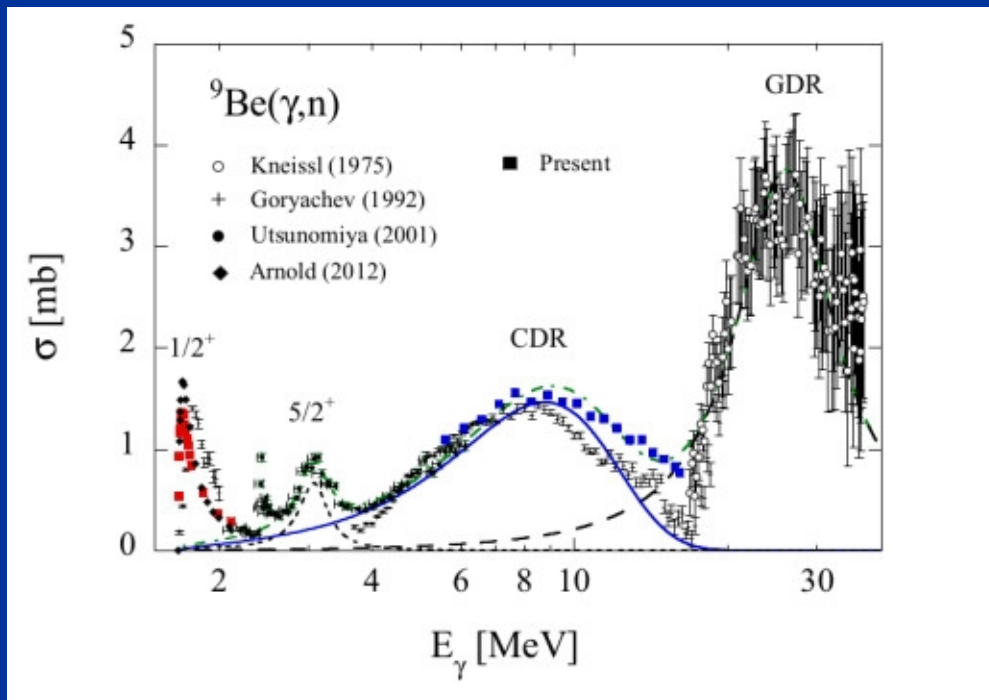 5
4
3
2
1
0
σ [mb]
⁹Be(γ,n)
○ Kneissl (1975)
+ Goryachev (1992)
● Utsunomiya (2001)
◆ Arnold (2012)
■ Present
GDR
CDR
1/2⁺
5/2⁺
2 4 6 8 10 30
E_γ [MeV]